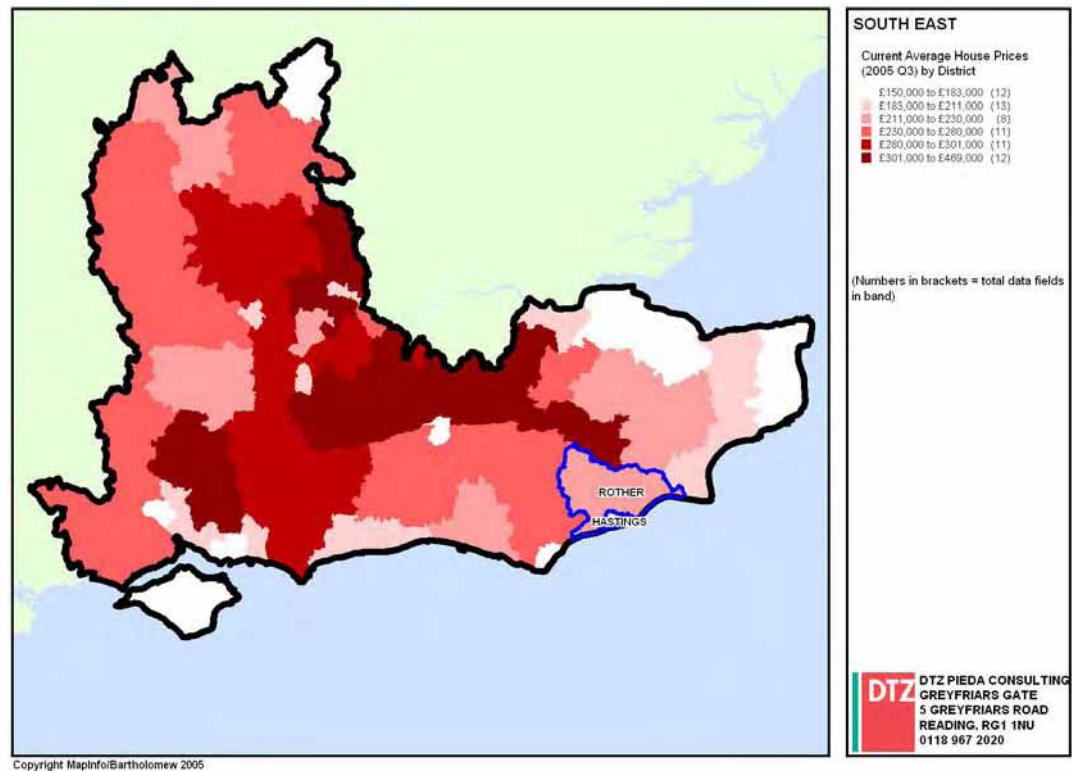 SOUTH EAST
Current Average House Prices
(2005 Q3) by District
£150,000 to £183,000 (12)
£183,000 to £211,000 (13)
£211,000 to £230,000 (8)
£230,000 to £280,000 (11)
£280,000 to £301,000 (11)
£301,000 to £469,000 (12)
(Numbers in brackets = total data fields
in band)
ROTHER
HASTINGS
DTZ
DTZ PIEDA CONSULTING
GREYFRIARS GATE
5 GREYFRIARS ROAD
READING, RG1 1NU
0118 967 2020
Copyright MapInfo/Bartholomew 2005